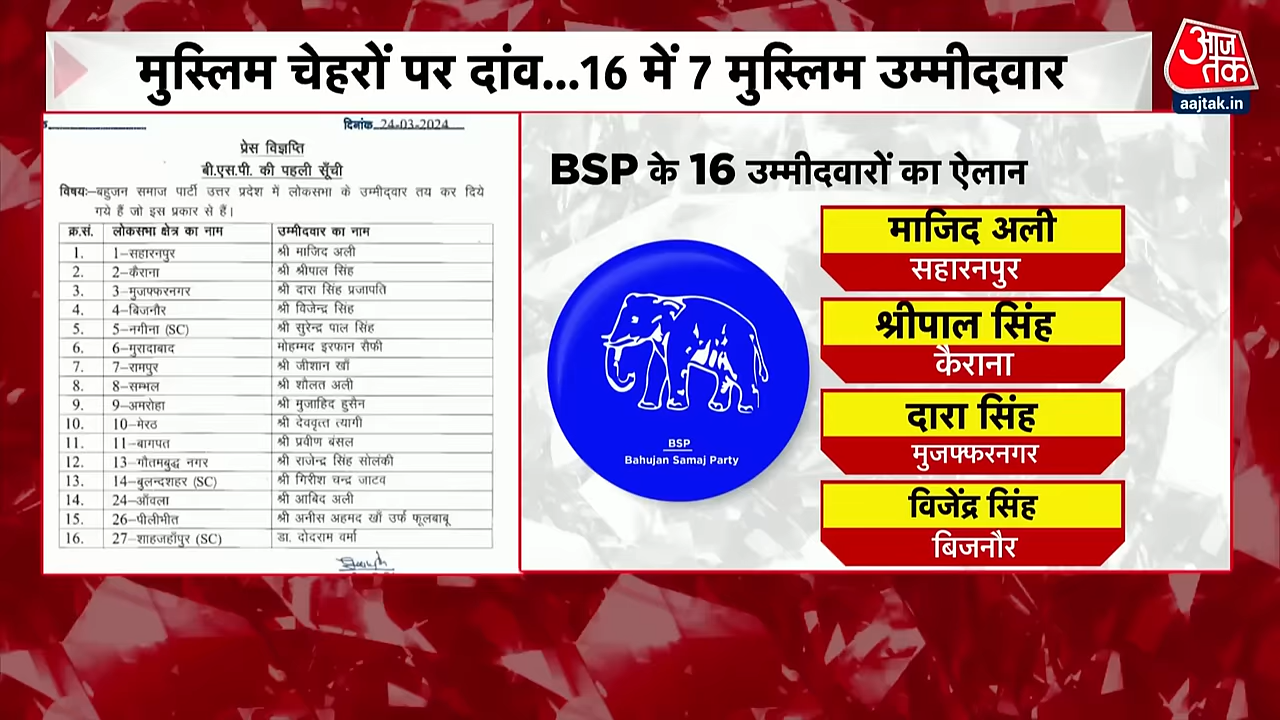 मुस्लिम चेहरों पर दांव...16 में 7 मुस्लिम उम्मीदवार
आज तक
aajtak.in
दिनांक 24-03-2024
प्रेस विज्ञप्ति
बी.एस.पी. की पहली सूँची
विषयः–बहुजन समाज पार्टी उत्तर प्रदेश में लोकसभा के उम्मीद्वार तय कर दिये
गये हैं जो इस प्रकार से हैं।
क्र.सं. लोकसभा क्षेत्र का नाम उम्मीदवार का नाम
1. 1–सहारनपुर श्री माजिद अली
2. 2–कैराना श्री श्रीपाल सिंह
3. 3–मुजफ्फरनगर श्री दारा सिंह प्रजापति
4. 4–बिजनौर श्री विजेन्द्र सिंह
5. 5–नगीना (SC) श्री सुरेन्द्र पाल सिंह
6. 6–मुरादाबाद मोहम्मद इरफान सैफी
7. 7–रामपुर श्री जीशान खाँ
8. 8–सम्भल श्री शौलत अली
9. 9–अमरोहा श्री मुजाहिद हुसैन
10. 10–मेरठ श्री देववृत्त त्यागी
11. 11–बागपत श्री प्रवीण बंसल
12. 13–गौतमबुद्ध नगर श्री राजेन्द्र सिंह सोलंकी
13. 14–बुलन्दशहर (SC) श्री गिरीश चन्द्र जाटव
14. 24–आँवला श्री आबिद अली
15. 26–पीलीभीत श्री अनीस अहमद खाँ उर्फ फूलबाबू
16. 27–शाहजहाँपुर (SC) डा. दोदराम वर्मा
BSP के 16 उम्मीदवारों का ऐलान
BSP
Bahujan Samaj Party
माजिद अली
सहारनपुर
श्रीपाल सिंह
कैराना
दारा सिंह
मुजफ्फरनगर
विजेंद्र सिंह
बिजनौर